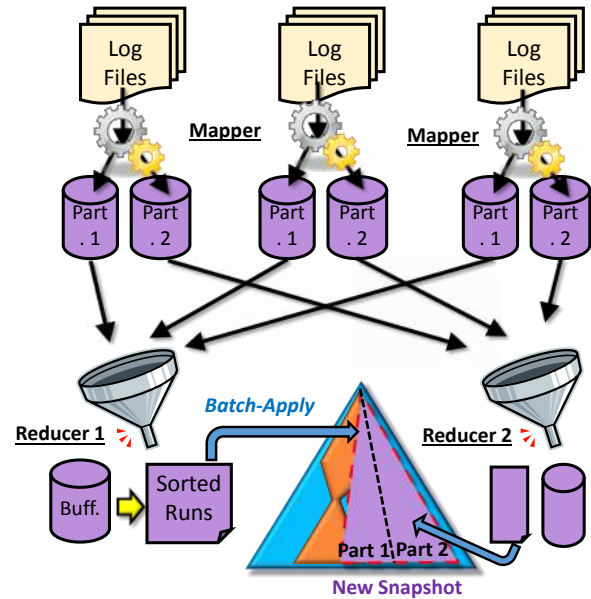 Log
Files
Log
Files
Log
Files
Mapper
Mapper
Part
. 1
Part
. 2
Part
. 1
Part
. 2
Part
. 1
Part
. 2
Batch-Apply
Reducer 1
Reducer 2
Buff.
Sorted
Runs
Part 1
Part 2
New Snapshot